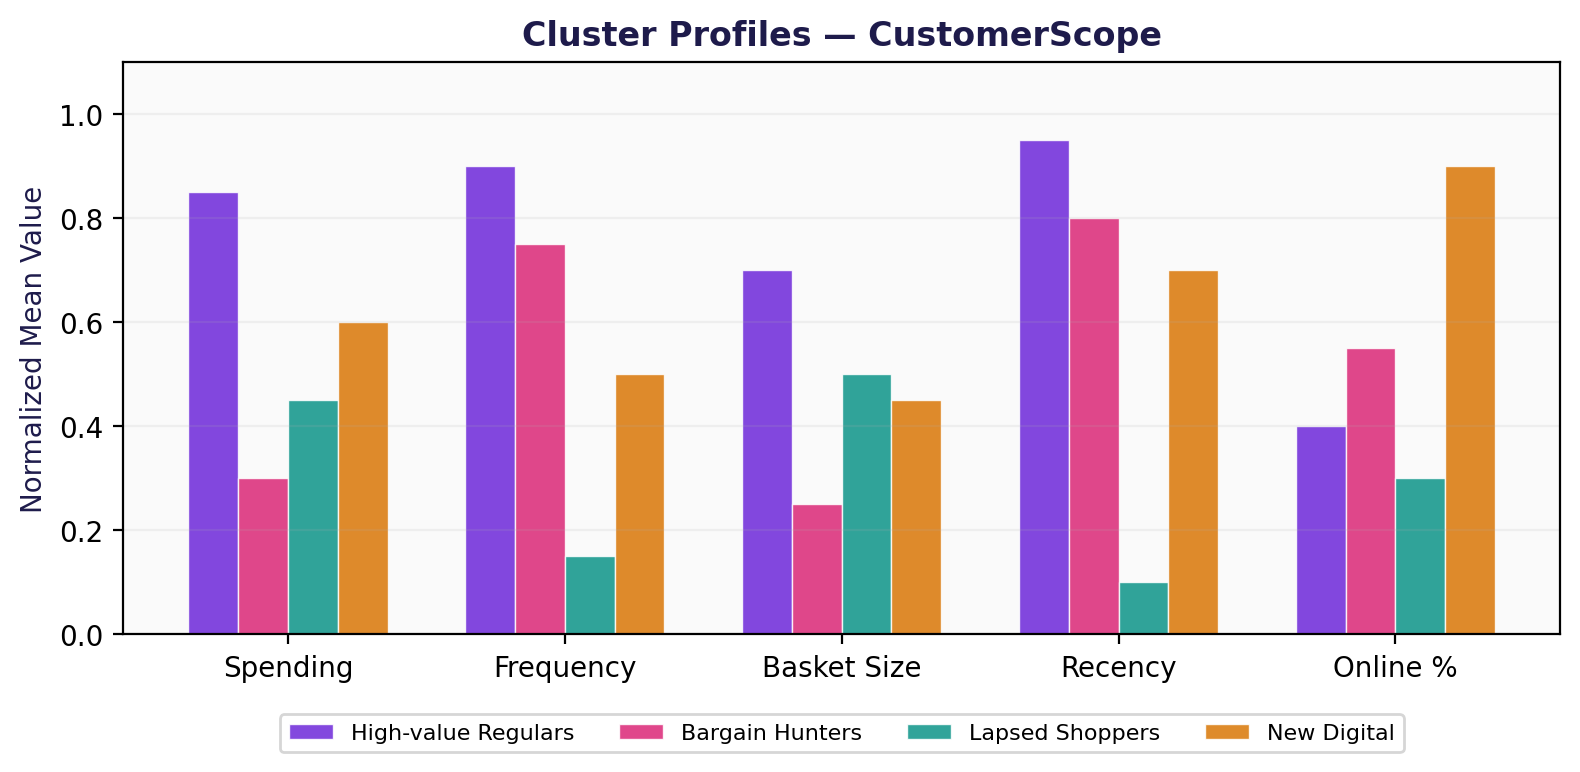 Cluster Profiles — CustomerScope
Normalized Mean Value
1.0
0.8
0.6
0.4
0.2
0.0
Spending Frequency Basket Size Recency Online %
High-value Regulars Bargain Hunters Lapsed Shoppers New Digital